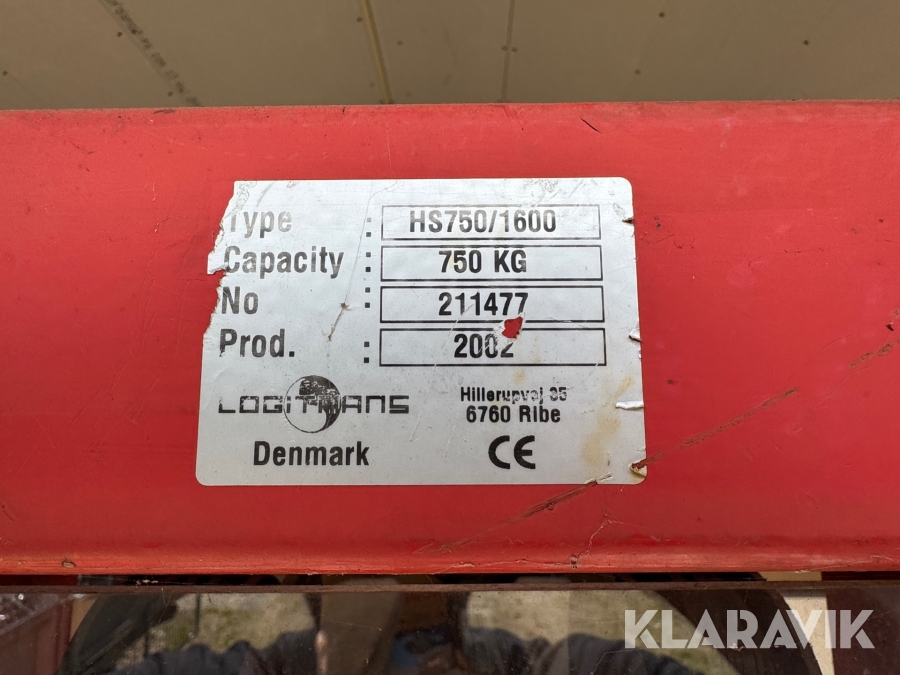 Type : HS750/1600
Capacity : 750 KG
No : 211477
Prod. : 2002
LOGITRANS
Denmark
Hillerupvej 35
6760 Ribe
CE
KLARAVIK